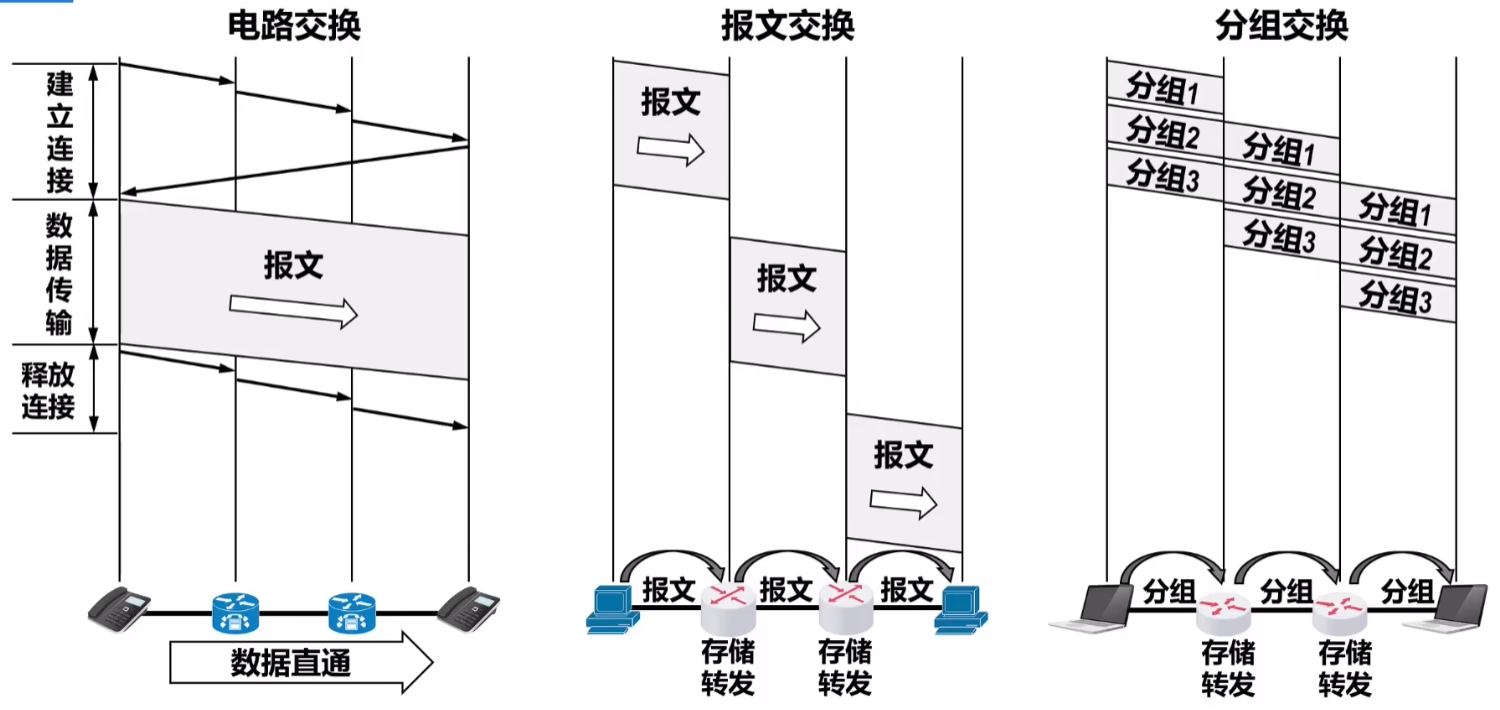 电路交换
建立连接
数据传输
释放
连接
报文
数据直通
报文交换
报文
报文
报文
报文
报文
报文
存储
转发
存储
转发
分组交换
分组1
分组2
分组3
分组1
分组2
分组3
分组1
分组2
分组3
分组
分组
分组
存储
转发
存储
转发